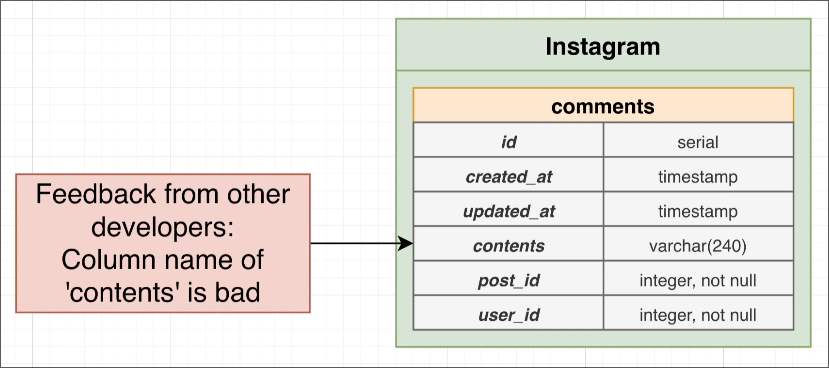 Instagram
comments
id serial
created_at timestamp
updated_at timestamp
contents varchar(240)
post_id integer, not null
user_id integer, not null
Feedback from other
developers:
Column name of
'contents' is bad